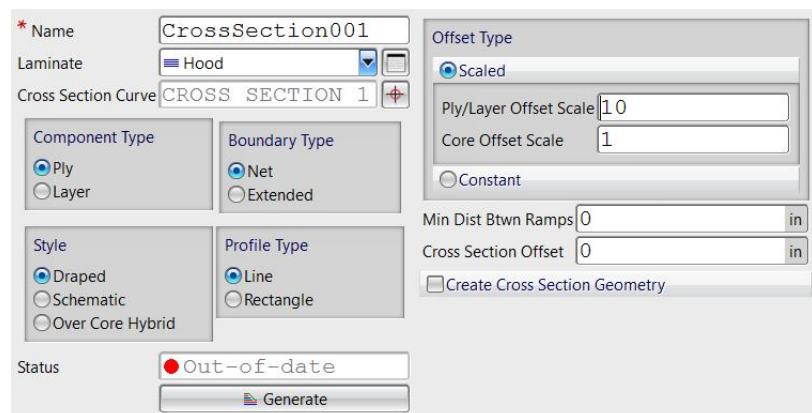 * Name CrossSection001
Laminate Hood
Cross Section Curve CROSS SECTION 1
Component Type
Ply
Layer
Boundary Type
Net
Extended
Style
Draped
Schematic
Over Core Hybrid
Profile Type
Line
Rectangle
Status Out-of-date
Generate
Offset Type
Scaled
Ply/Layer Offset Scale 10
Core Offset Scale 1
Constant
Min Dist Btwn Ramps 0 in
Cross Section Offset 0 in
Create Cross Section Geometry